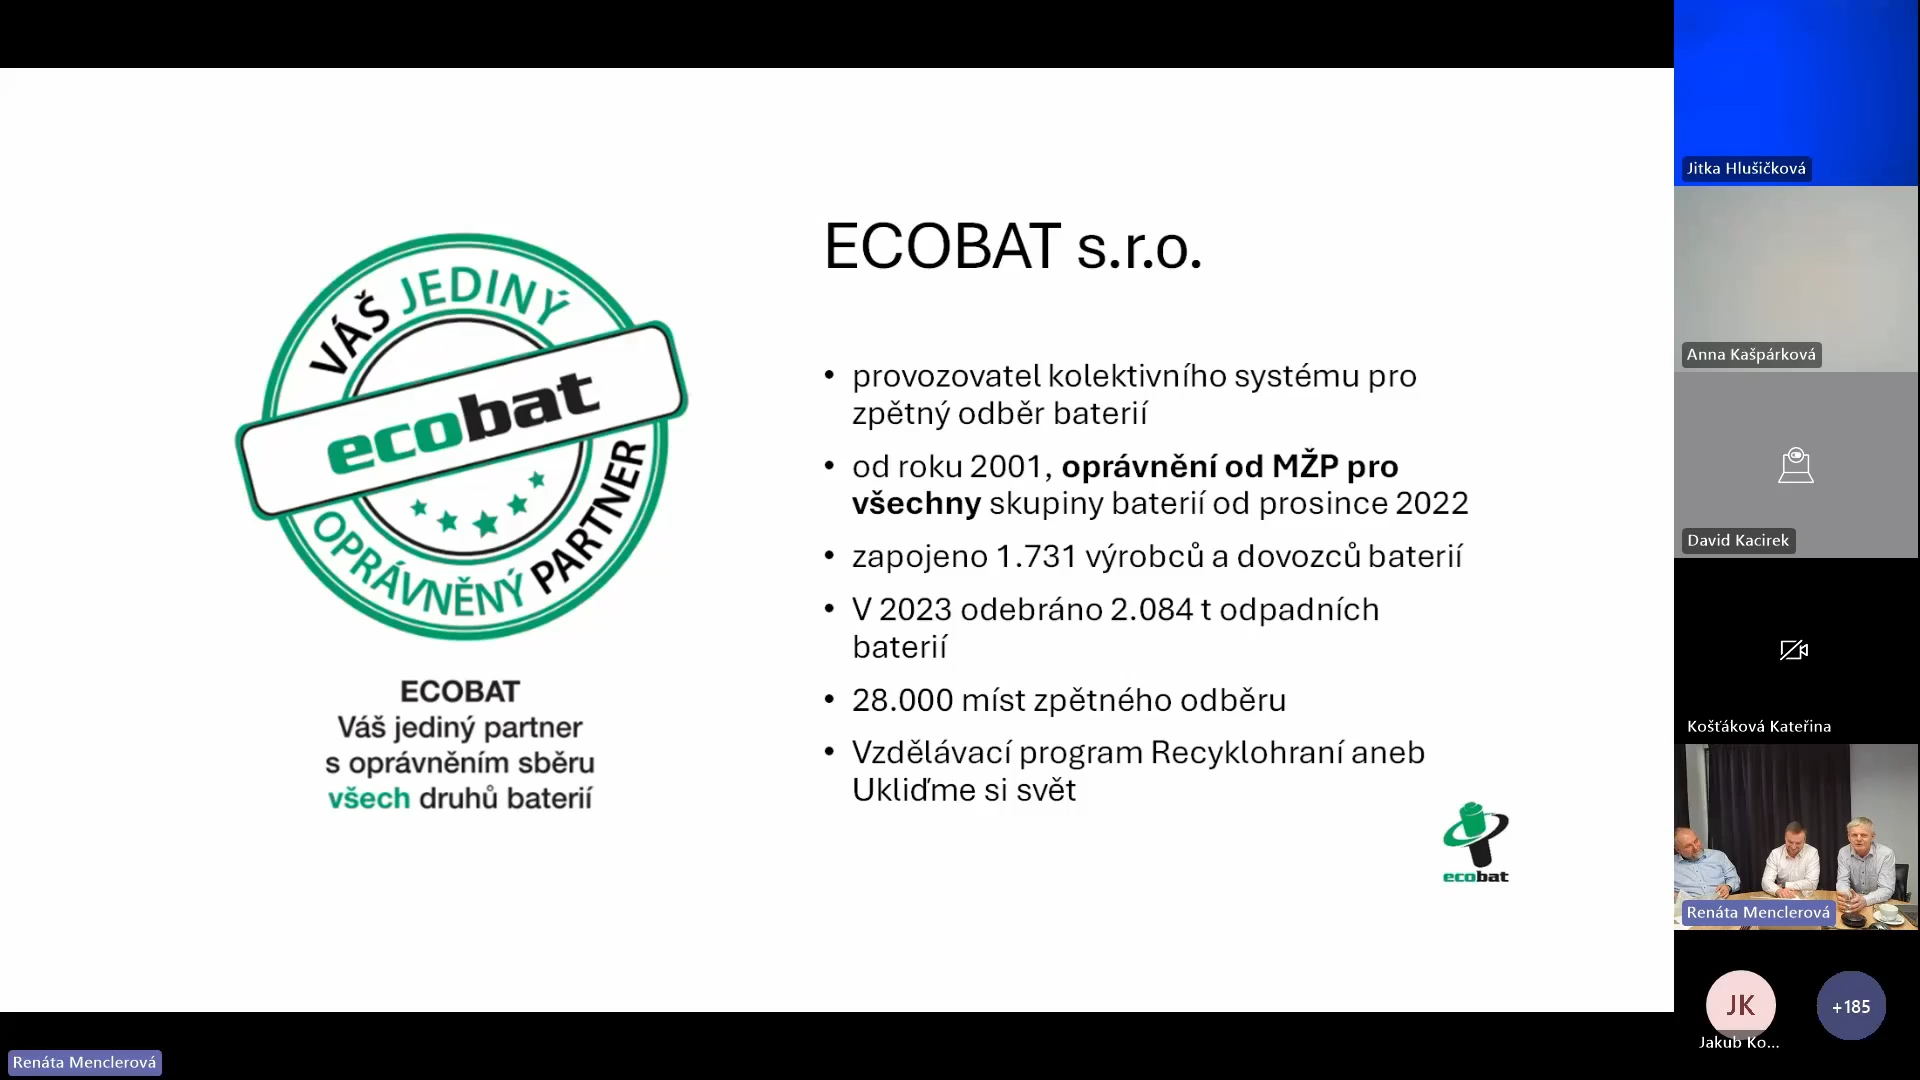 VÁŠ JEDINÝ
ecobat
OPRÁVNĚNÝ PARTNER
ECOBAT
Váš jediný partner
s oprávněním sběru
všech druhů baterií
ECOBAT s.r.o.
• provozovatel kolektivního systému pro
zpětný odběr baterií
• od roku 2001, oprávnění od MŽP pro
všechny skupiny baterií od prosince 2022
• zapojeno 1.731 výrobců a dovozců baterií
• V 2023 odebráno 2.084 t odpadních
baterií
• 28.000 míst zpětného odběru
• Vzdělávací program Recyklohraní aneb
Ukliďme si svět
ecobat
Jitka Hlušičková
Anna Kašpárková
David Kacirek
Košťáková Kateřina
Renáta Menclerová
JK
Jakub Ko...
+185
Renáta Menclerová